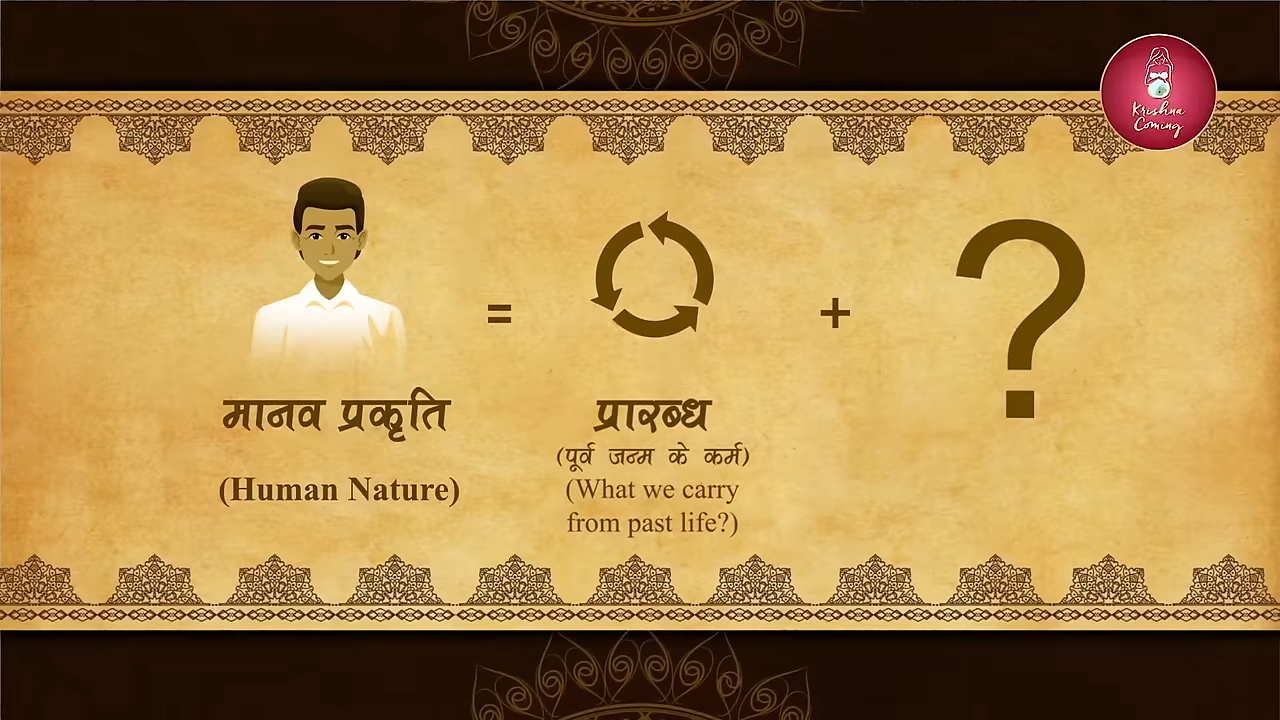 Krishna
Coming
=
+
?
मानव प्रकृति
(Human Nature)
प्रारब्ध
(पूर्व जन्म के कर्म)
(What we carry
from past life?)